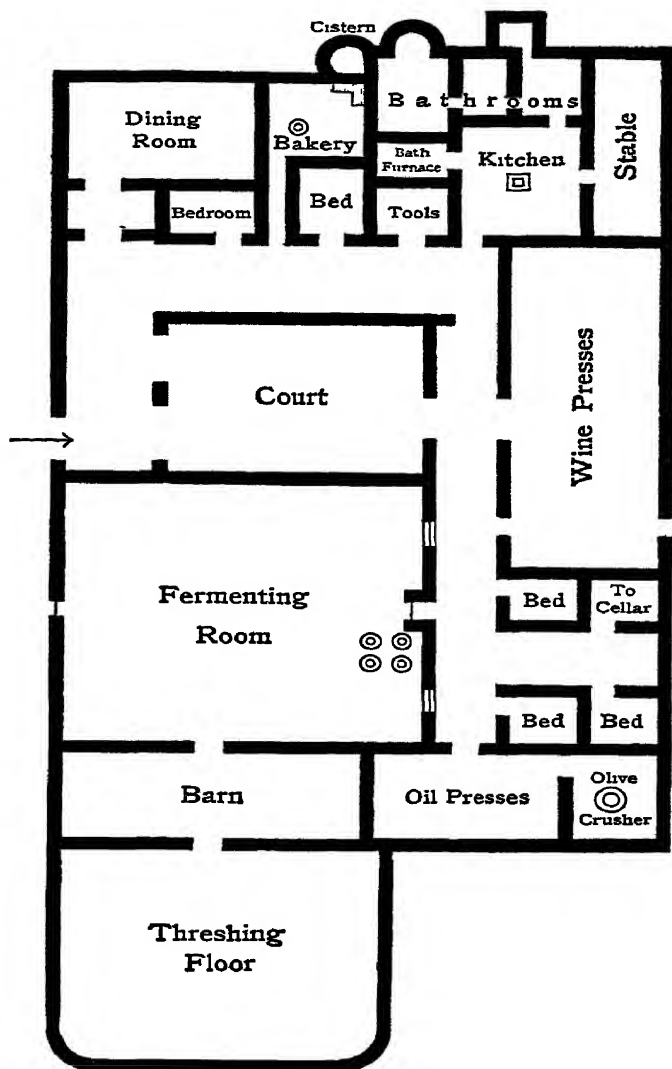 Cistern
Dining
Room
Bathrooms
Bakery
Bath
Furnace
Kitchen
Stable
Bedroom
Bed
Tools
Court
Wine Presses
Fermenting
Room
Bed
To
Cellar
Bed
Bed
Barn
Oil Presses
Olive
Crusher
Threshing
Floor